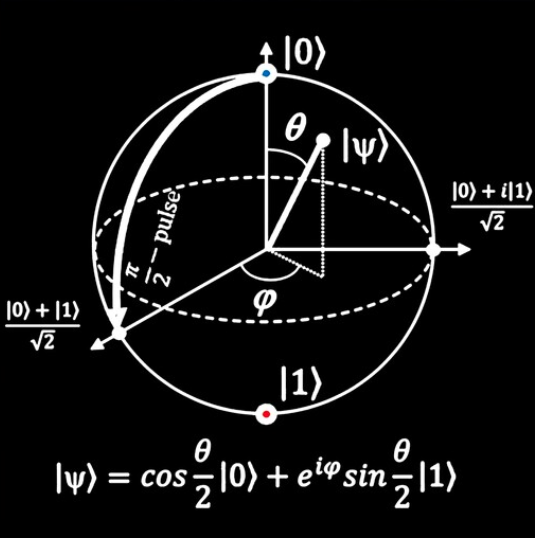 |0⟩
θ
|ψ⟩
|0⟩ + i|1⟩
√2
π/2 − pulse
φ
|0⟩ + |1⟩
√2
|1⟩
|ψ⟩ = cos θ/2 |0⟩ + e^{iφ} sin θ/2 |1⟩